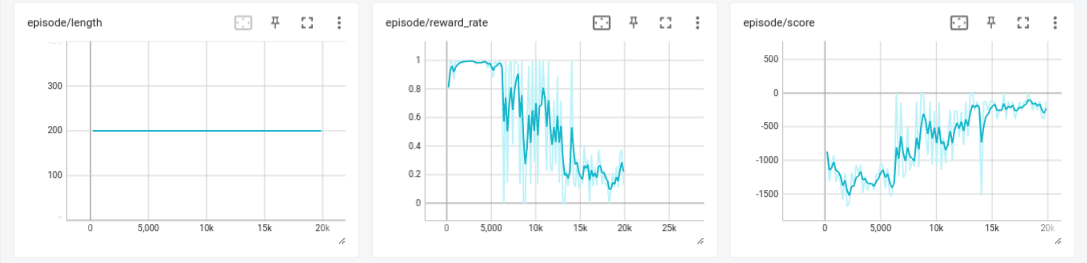 episode/length
300
200
100
0
5,000
10k
15k
20k
episode/reward_rate
1
0.8
0.6
0.4
0.2
0
0
5,000
10k
15k
20k
25k
episode/score
500
0
-500
-1000
-1500
0
5,000
10k
15k
20k